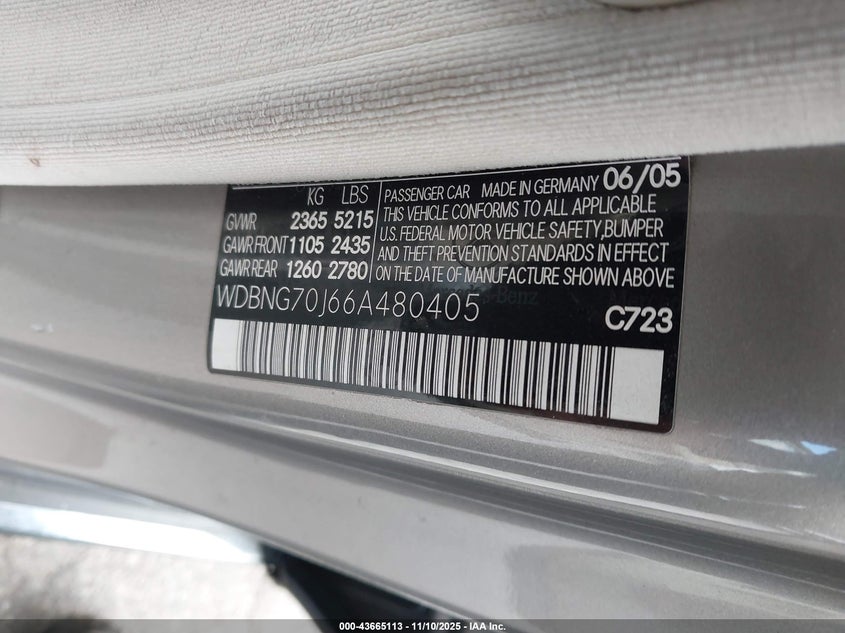 KG LBS
GVWR 2365 5215
GAWR FRONT 1105 2435
GAWR REAR 1260 2780
PASSENGER CAR MADE IN GERMANY 06/05
THIS VEHICLE CONFORMS TO ALL APPLICABLE
U.S. FEDERAL MOTOR VEHICLE SAFETY,BUMPER
AND THEFT PREVENTION STANDARDS IN EFFECT
ON THE DATE OF MANUFACTURE SHOWN ABOVE
WDBNG70J66A480405
C723
000-43665113 — 11/10/2025 — IAA Inc.